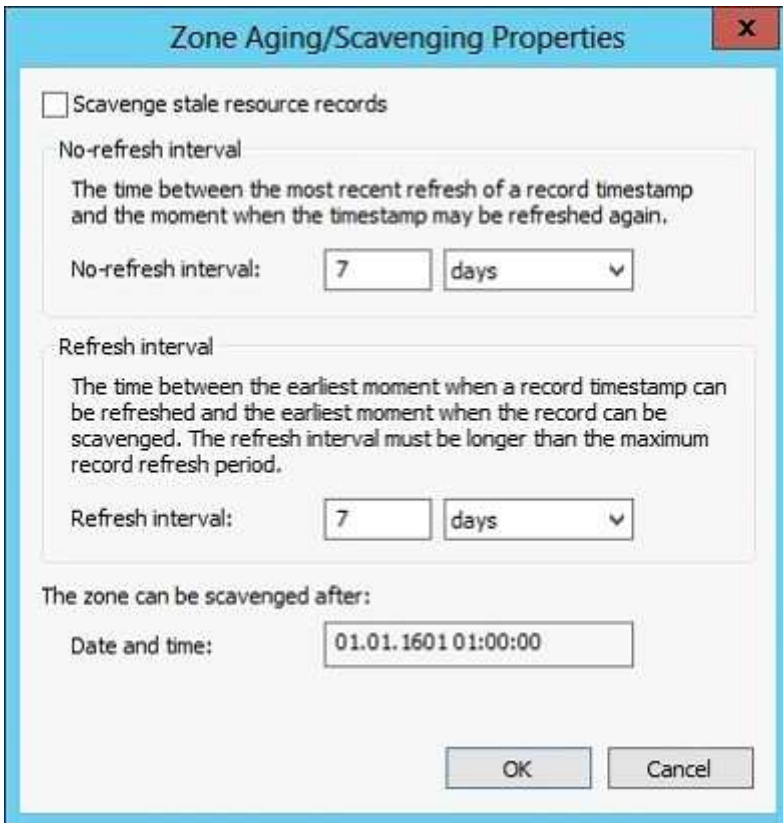 Zone Aging/Scavenging Properties
x
Scavenge stale resource records
No-refresh interval
The time between the most recent refresh of a record timestamp
and the moment when the timestamp may be refreshed again.
No-refresh interval: 7 days
Refresh interval
The time between the earliest moment when a record timestamp can
be refreshed and the earliest moment when the record can be
scavenged. The refresh interval must be longer than the maximum
record refresh period.
Refresh interval: 7 days
The zone can be scavenged after:
Date and time: 01.01.1601 01:00:00
OK Cancel